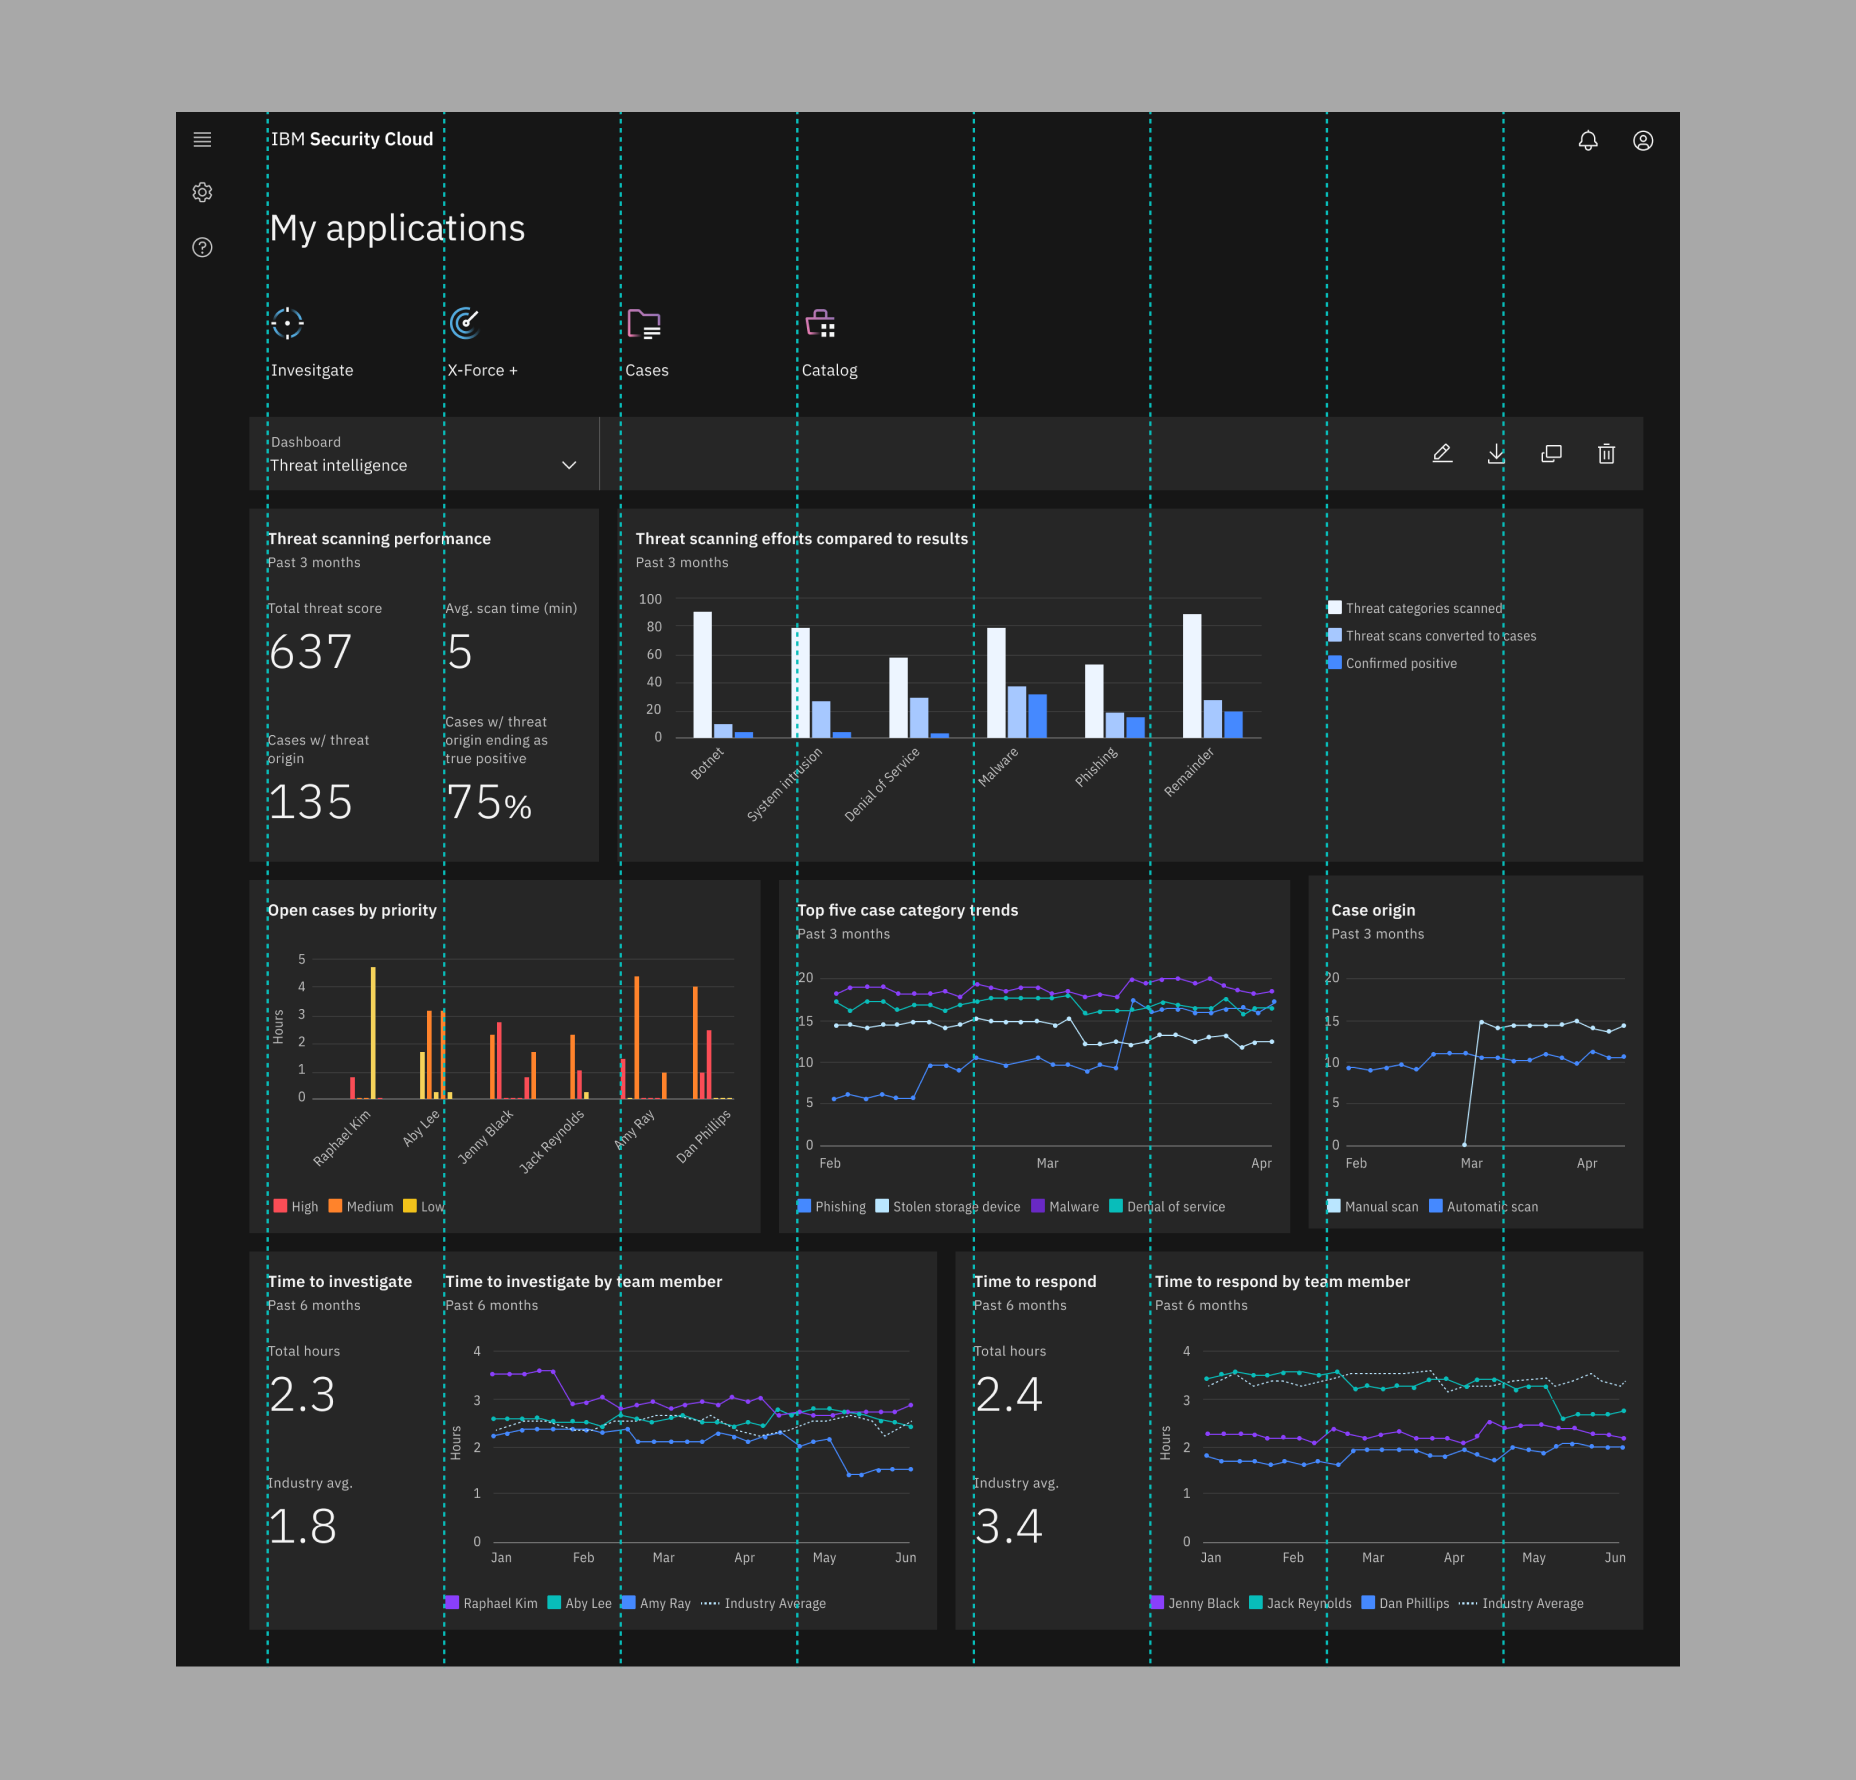 IBM Security Cloud
My applications
Invesitgate
X-Force +
Cases
Catalog
Dashboard
Threat intelligence
Threat scanning performance
Past 3 months
Total threat score
637
Avg. scan time (min)
5
Cases w/ threat
origin
135
Cases w/ threat
origin ending as
true positive
75%
Threat scanning efforts compared to results
Past 3 months
100
80
60
40
20
0
Botnet
System intrusion
Denial of Service
Malware
Phishing
Remainder
Threat categories scanned
Threat scans converted to cases
Confirmed positive
Open cases by priority
Hours
5
4
3
2
1
0
Raphael Kim
Aby Lee
Jenny Black
Jack Reynolds
Amy Ray
Dan Phillips
High
Medium
Low
Top five case category trends
Past 3 months
20
15
10
5
0
Feb
Mar
Apr
Phishing
Stolen storage device
Malware
Denial of service
Case origin
Past 3 months
20
15
10
5
0
Feb
Mar
Apr
Manual scan
Automatic scan
Time to investigate
Past 6 months
Total hours
2.3
Industry avg.
1.8
Time to investigate by team member
Past 6 months
Hours
4
3
2
1
0
Jan
Feb
Mar
Apr
May
Jun
Raphael Kim
Aby Lee
Amy Ray
Industry Average
Time to respond
Past 6 months
Total hours
2.4
Industry avg.
3.4
Time to respond by team member
Past 6 months
Hours
4
3
2
1
0
Jan
Feb
Mar
Apr
May
Jun
Jenny Black
Jack Reynolds
Dan Phillips
Industry Average